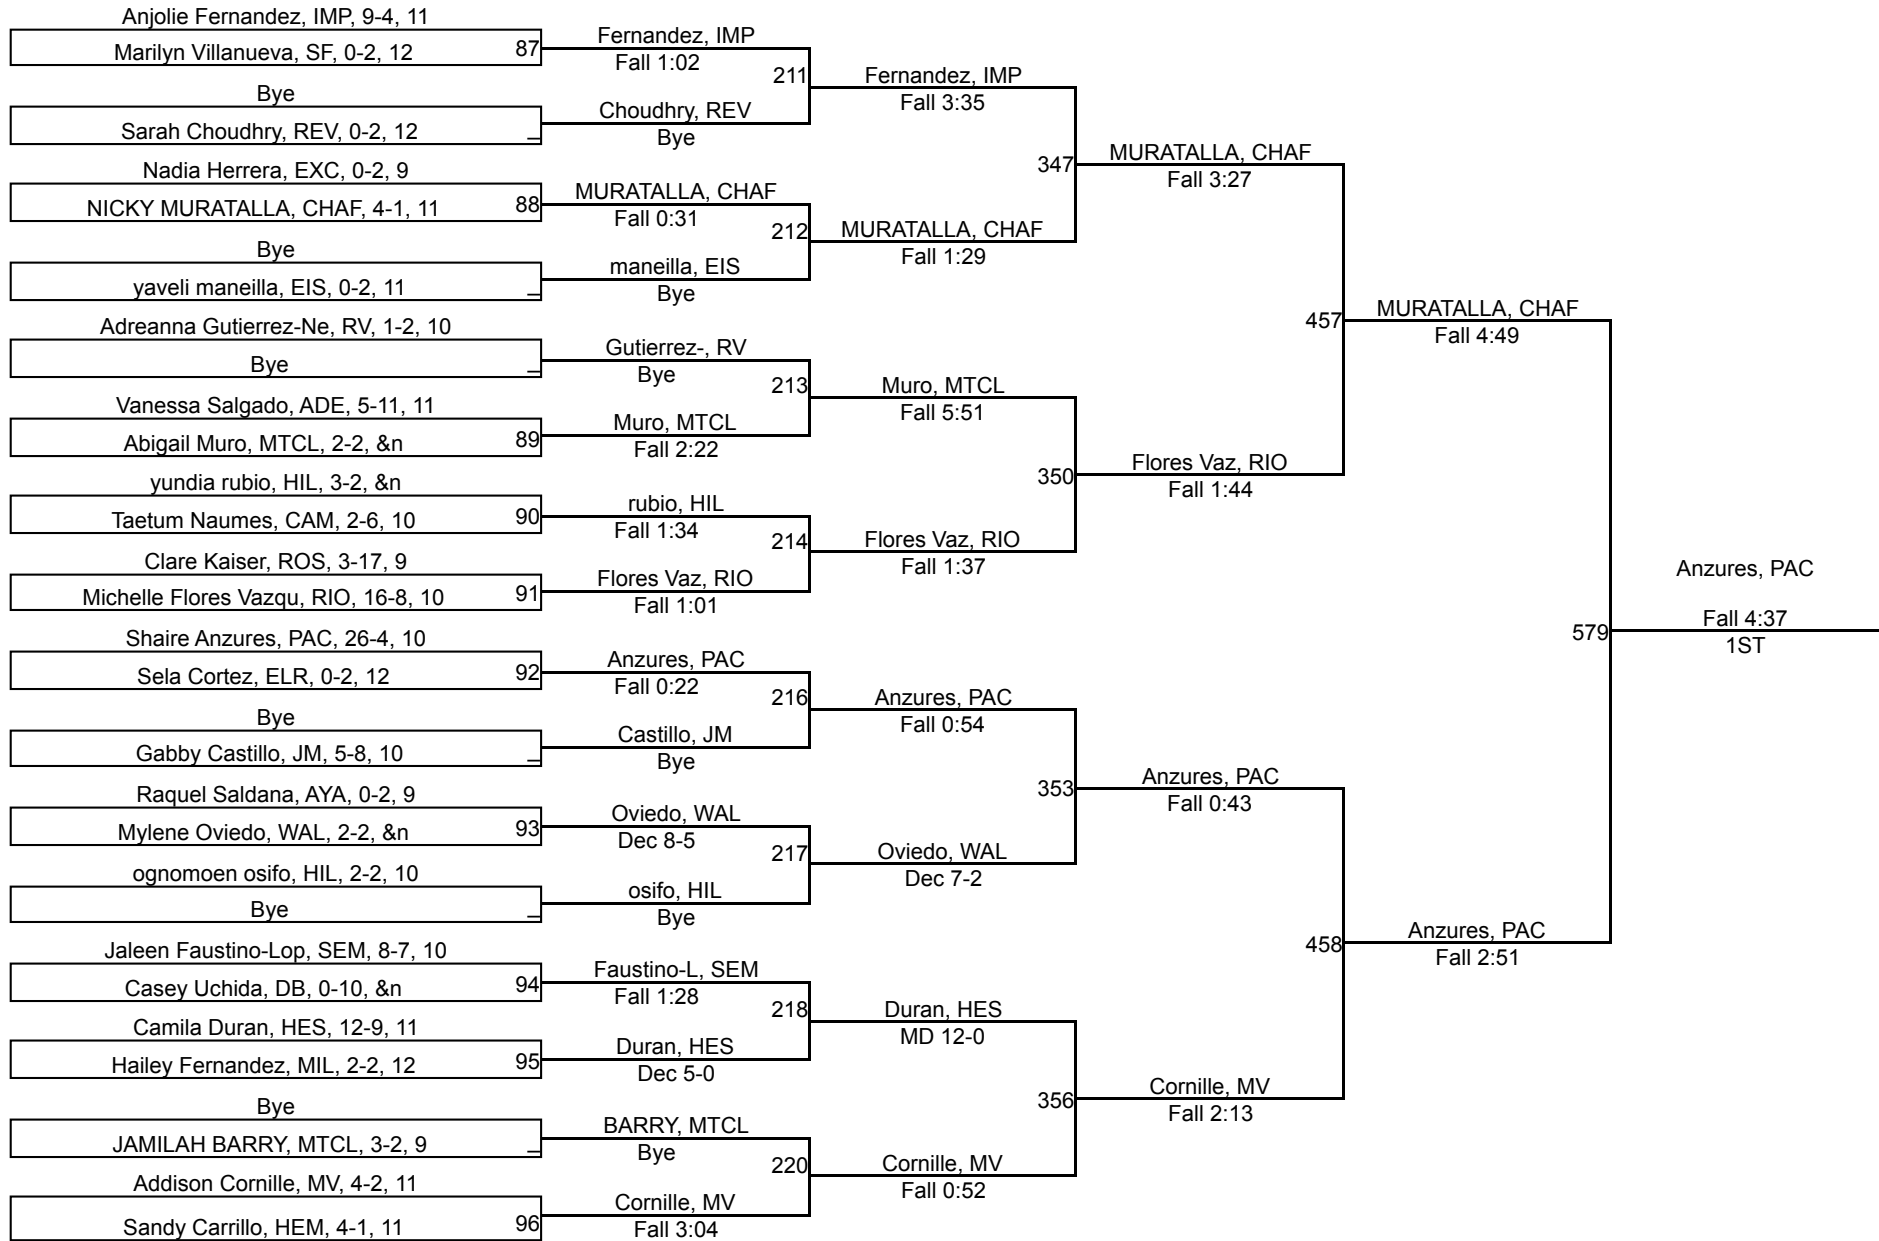 Anjolie Fernandez, IMP, 9-4, 11
Marilyn Villanueva, SF, 0-2, 12
87
Bye
Sarah Choudhry, REV, 0-2, 12
Nadia Herrera, EXC, 0-2, 9
NICKY MURATALLA, CHAF, 4-1, 11
88
Bye
yaveli maneilla, EIS, 0-2, 11
Adreanna Gutierrez-Ne, RV, 1-2, 10
Bye
Vanessa Salgado, ADE, 5-11, 11
Abigail Muro, MTCL, 2-2, &n
89
yundia rubio, HIL, 3-2, &n
Taetum Naumes, CAM, 2-6, 10
90
Clare Kaiser, ROS, 3-17, 9
Michelle Flores Vazqu, RIO, 16-8, 10
91
Shaire Anzures, PAC, 26-4, 10
Sela Cortez, ELR, 0-2, 12
92
Bye
Gabby Castillo, JM, 5-8, 10
Raquel Saldana, AYA, 0-2, 9
Mylene Oviedo, WAL, 2-2, &n
93
ognomoen osifo, HIL, 2-2, 10
Bye
Jaleen Faustino-Lop, SEM, 8-7, 10
Casey Uchida, DB, 0-10, &n
94
Camila Duran, HES, 12-9, 11
Hailey Fernandez, MIL, 2-2, 12
95
Bye
JAMILAH BARRY, MTCL, 3-2, 9
Addison Cornille, MV, 4-2, 11
Sandy Carrillo, HEM, 4-1, 11
96
Fernandez, IMP
Fall 1:02
211
Choudhry, REV
Bye
MURATALLA, CHAF
Fall 0:31
212
maneilla, EIS
Bye
Gutierrez-, RV
Bye
213
Muro, MTCL
Fall 2:22
rubio, HIL
Fall 1:34
214
Flores Vaz, RIO
Fall 1:01
Anzures, PAC
Fall 0:22
216
Castillo, JM
Bye
Oviedo, WAL
Dec 8-5
217
osifo, HIL
Bye
Faustino-L, SEM
Fall 1:28
218
Duran, HES
Dec 5-0
BARRY, MTCL
Bye
220
Cornille, MV
Fall 3:04
Fernandez, IMP
Fall 3:35
347
MURATALLA, CHAF
Fall 1:29
Muro, MTCL
Fall 5:51
350
Flores Vaz, RIO
Fall 1:37
Anzures, PAC
Fall 0:54
353
Oviedo, WAL
Dec 7-2
Duran, HES
MD 12-0
356
Cornille, MV
Fall 0:52
MURATALLA, CHAF
Fall 3:27
457
Flores Vaz, RIO
Fall 1:44
Anzures, PAC
Fall 0:43
458
Cornille, MV
Fall 2:13
MURATALLA, CHAF
Fall 4:49
579
Anzures, PAC
Fall 2:51
Anzures, PAC
Fall 4:37
1ST